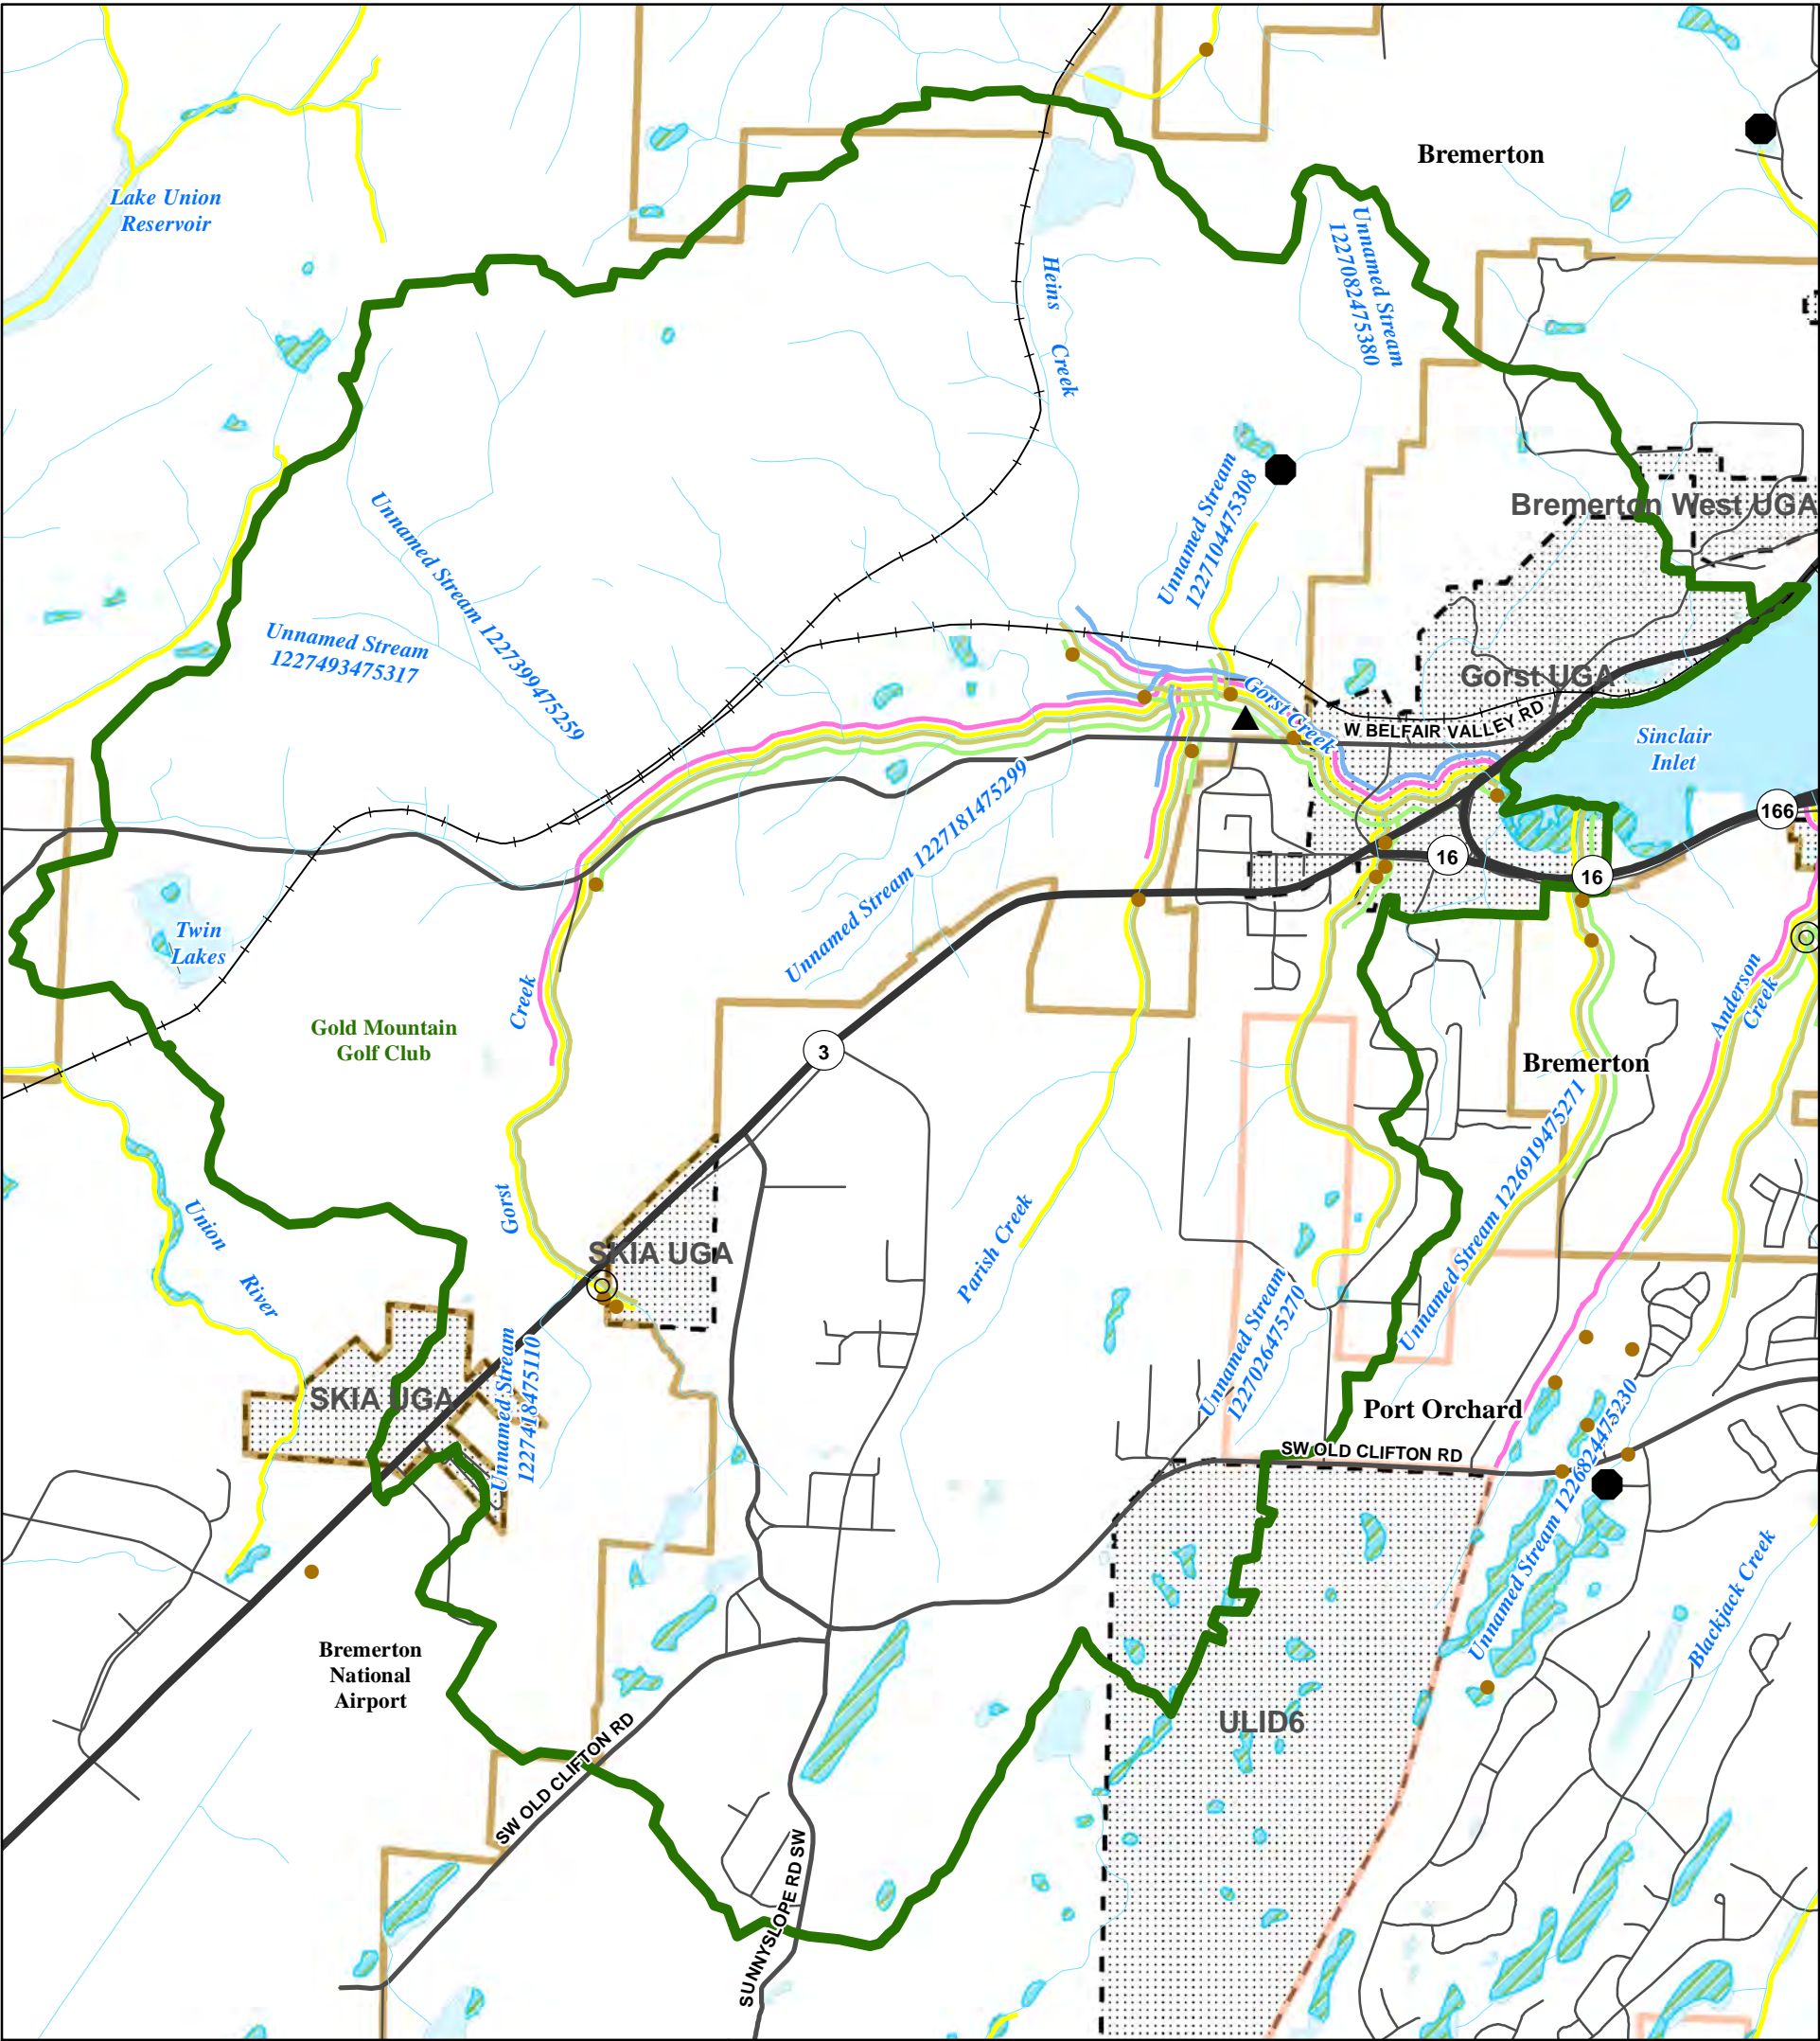 Bremerton
Lake Union
Reservoir
Unnamed Stream
1227082475380
Heins
Creek
Unnamed Stream
1227104475308
Bremerton West UGA
Unnamed Stream 1227399475259
Unnamed Stream
1227493475317
Gorst UGA
Gorst Creek
W BELFAIR VALLEY RD
Sinclair
Inlet
Unnamed Stream 1227181475299
166
16
16
Twin
Lakes
Creek
Anderson
Creek
Gold Mountain
Golf Club
3
Bremerton
Unnamed Stream 1226919475271
Gorst
Union
River
SKIA UGA
Parish Creek
Unnamed Stream
1227026475270
Unnamed Stream
1227418475110
SKIA UGA
Port Orchard
SW OLD CLIFTON RD
Unnamed Stream 1226824475230
Blackjack Creek
Bremerton
National
Airport
ULID6
SW OLD CLIFTON RD
SUNNYSLOPE RD SW